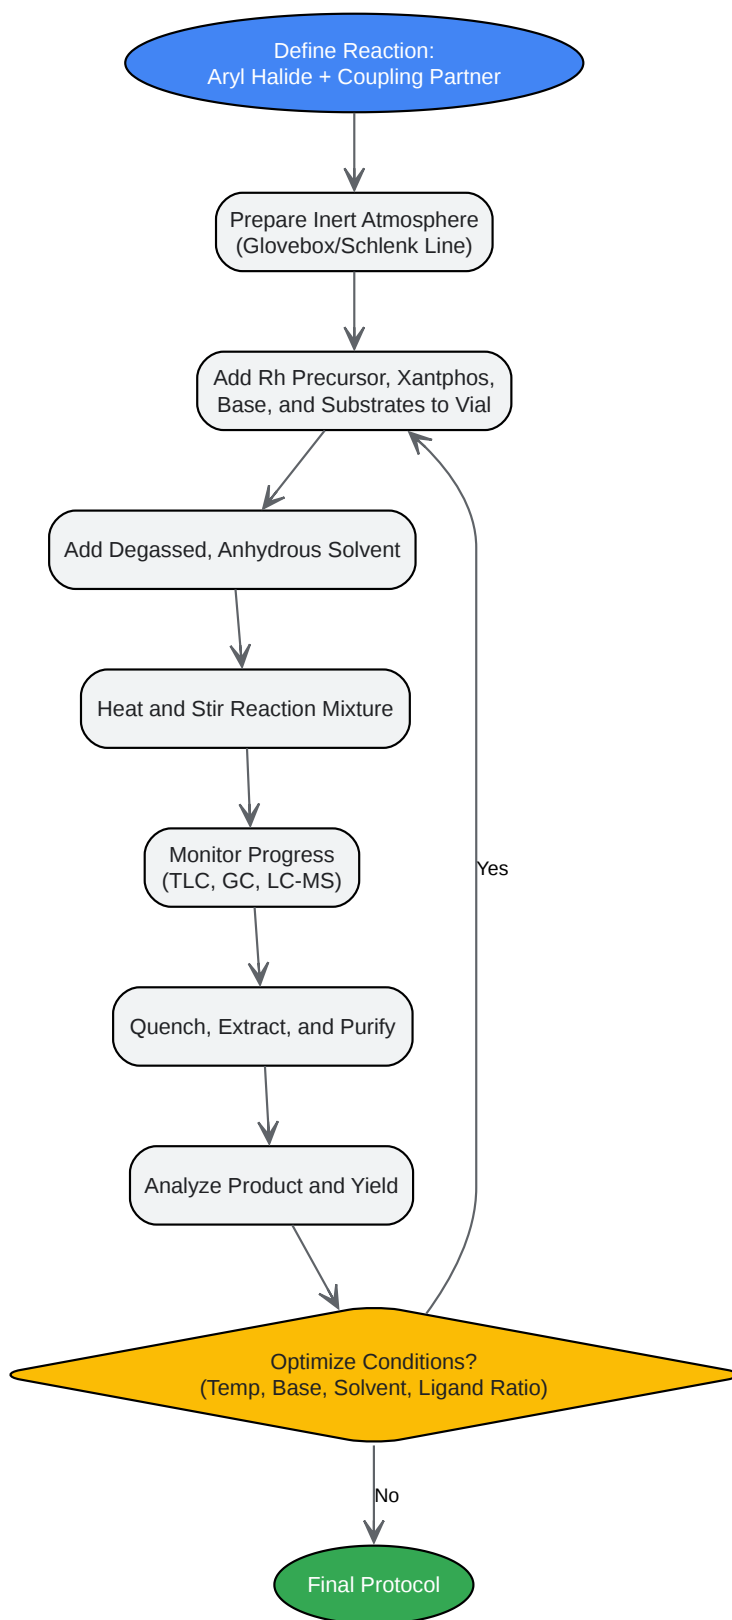 Define Reaction:
Aryl Halide + Coupling Partner
Prepare Inert Atmosphere
(Glovebox/Schlenk Line)
Add Rh Precursor, Xantphos,
Base, and Substrates to Vial
Add Degassed, Anhydrous Solvent
Heat and Stir Reaction Mixture
Monitor Progress
(TLC, GC, LC-MS)
Yes
Quench, Extract, and Purify
Analyze Product and Yield
Optimize Conditions?
(Temp, Base, Solvent, Ligand Ratio)
No
Final Protocol